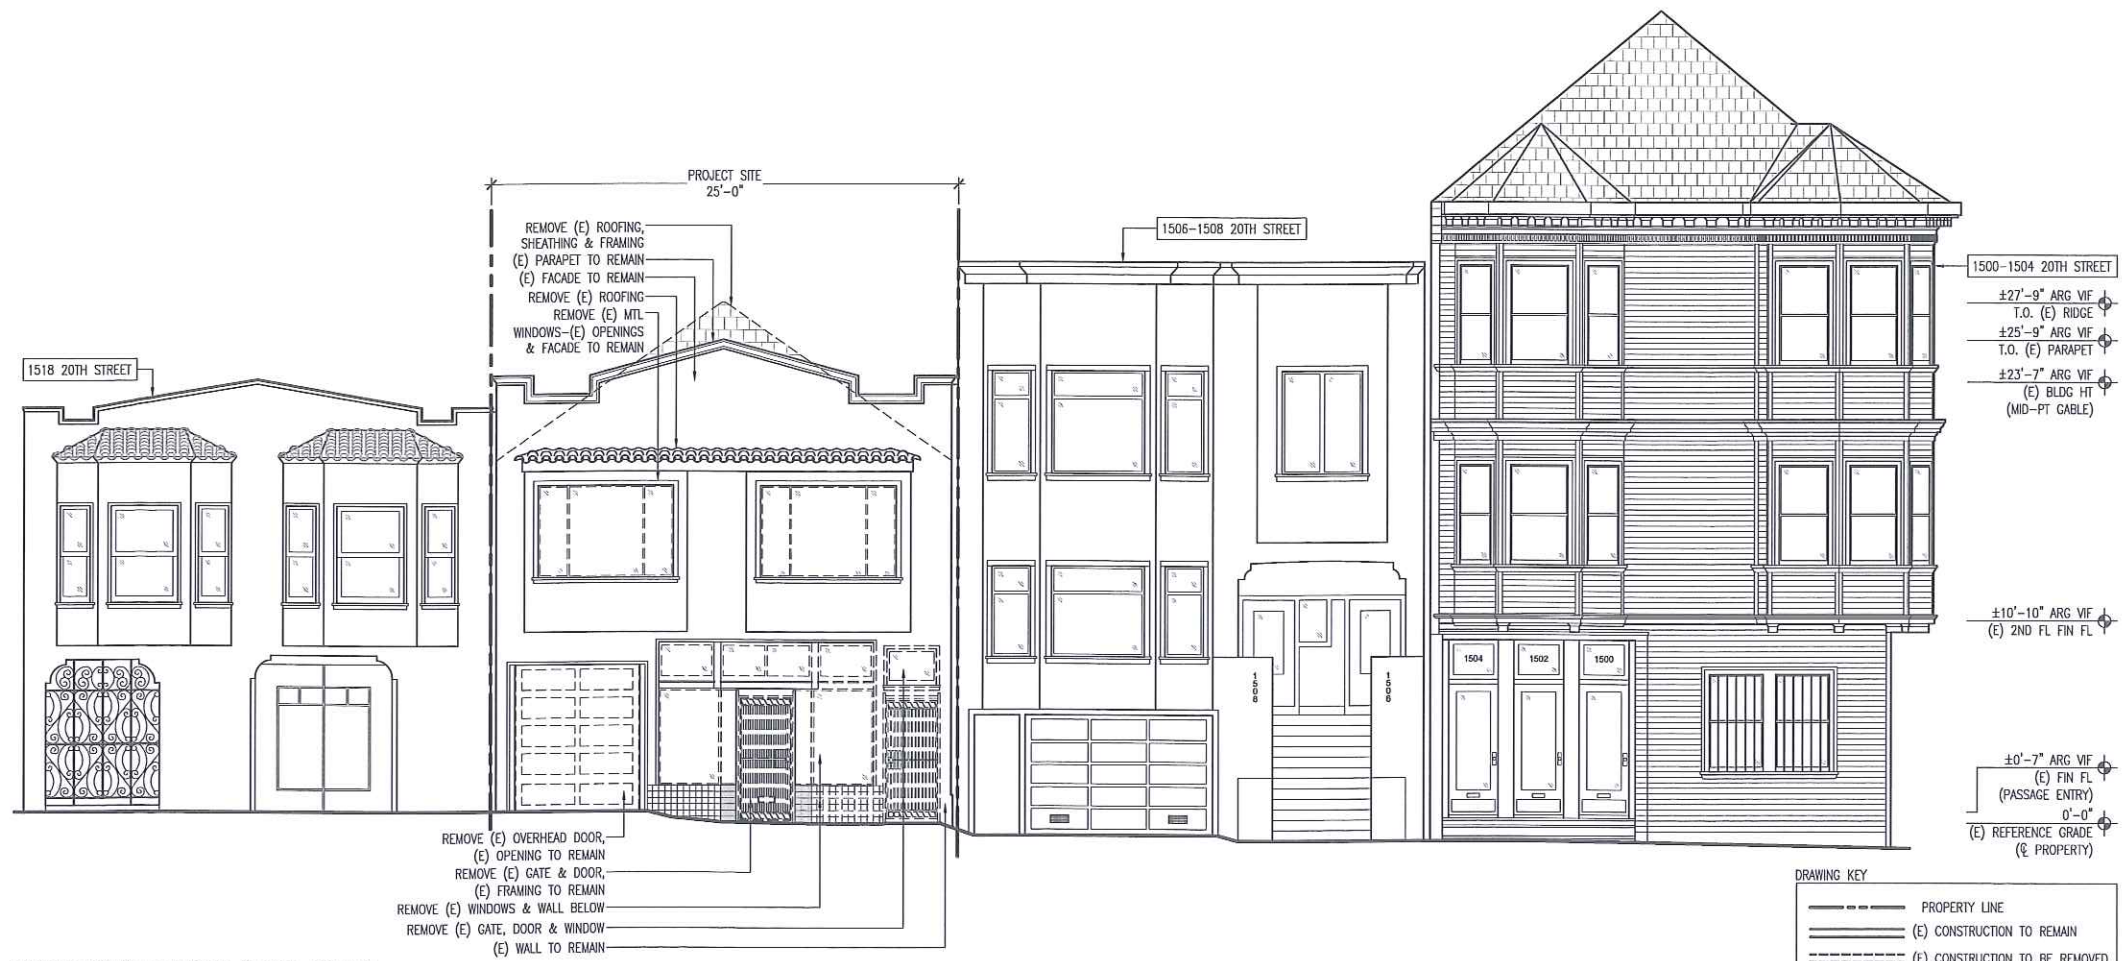 PROJECT SITE
25'-0"
REMOVE (E) ROOFING,
SHEATHING & FRAMING
(E) PARAPET TO REMAIN
(E) FACADE TO REMAIN
REMOVE (E) ROOFING
REMOVE (E) MTL
WINDOWS-(E) OPENINGS
& FACADE TO REMAIN
1518 20TH STREET
1506-1508 20TH STREET
1500-1504 20TH STREET
±27'-9" ARG VIF
T.O. (E) RIDGE
±25'-9" ARG VIF
T.O. (E) PARAPET
±23'-7" ARG VIF
(E) BLDG HT
(MID-PT GABLE)
±10'-10" ARG VIF
(E) 2ND FL FIN FL
1504
1502
1500
1508
1506
±0'-7" ARG VIF
(E) FIN FL
(PASSAGE ENTRY)
0'-0"
(E) REFERENCE GRADE
(℄ PROPERTY)
REMOVE (E) OVERHEAD DOOR,
(E) OPENING TO REMAIN
REMOVE (E) GATE & DOOR,
(E) FRAMING TO REMAIN
REMOVE (E) WINDOWS & WALL BELOW
REMOVE (E) GATE, DOOR & WINDOW
(E) WALL TO REMAIN
DRAWING KEY
PROPERTY LINE
(E) CONSTRUCTION TO REMAIN
(E) CONSTRUCTION TO BE REMOVED